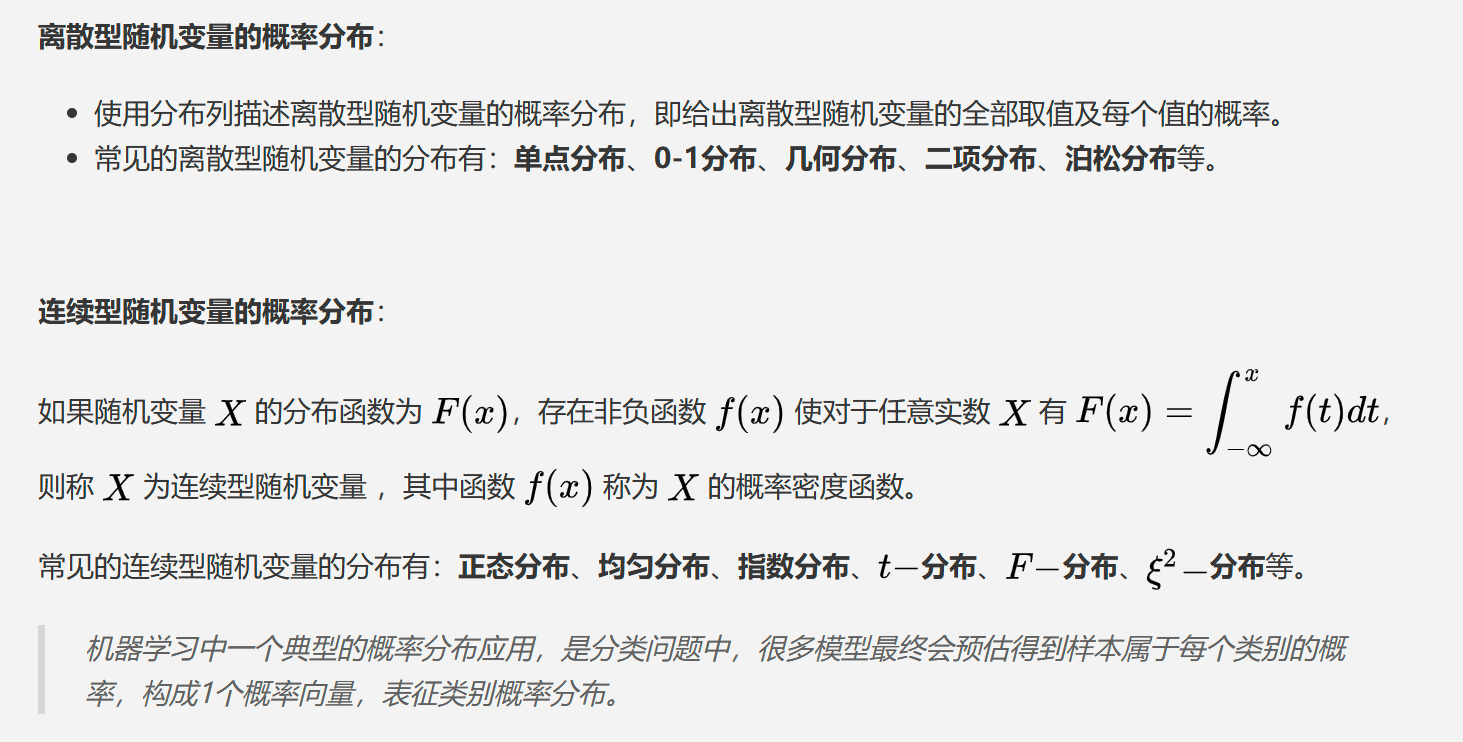 离散型随机变量的概率分布：
• 使用分布列描述离散型随机变量的概率分布，即给出离散型随机变量的全部取值及每个值的概率。
• 常见的离散型随机变量的分布有：单点分布、0-1分布、几何分布、二项分布、泊松分布等。
连续型随机变量的概率分布：
如果随机变量 X 的分布函数为 F(x)，存在非负函数 f(x) 使对于任意实数 X 有 F(x) = ∫_{-∞}^{x} f(t)dt，
则称 X 为连续型随机变量 ，其中函数 f(x) 称为 X 的概率密度函数。
常见的连续型随机变量的分布有：正态分布、均匀分布、指数分布、t−分布、F−分布、ξ²−分布等。
机器学习中一个典型的概率分布应用，是分类问题中，很多模型最终会预估得到样本属于每个类别的概
率，构成1个概率向量，表征类别概率分布。